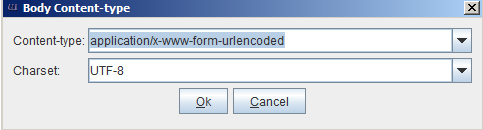 Body Content-type
Content-type: application/x-www-form-urlencoded
Charset: UTF-8
Ok Cancel